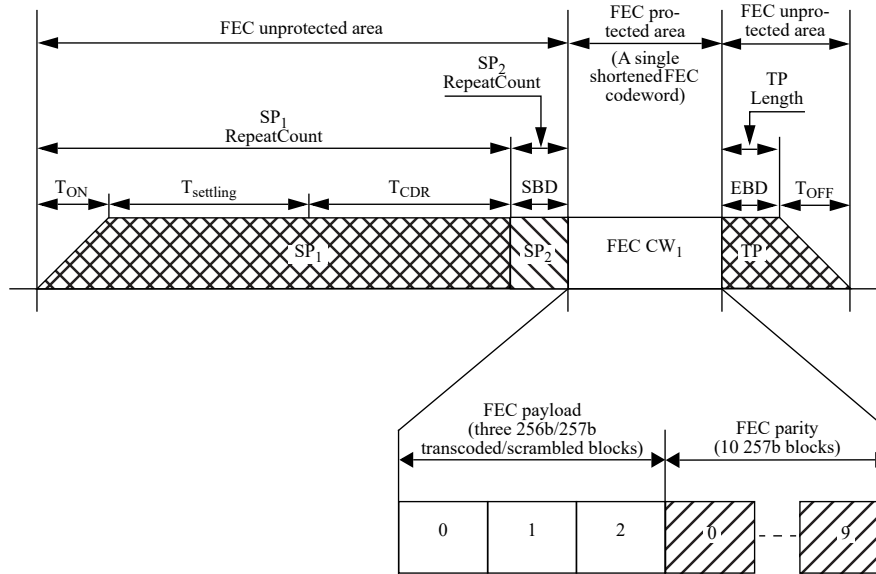 FEC unprotected area
FEC pro-
tected area
(A single
shortened FEC
codeword)
FEC unpro-
tected area
SP2
RepeatCount
TP
Length
SP1
RepeatCount
TON
Tsettling
TCDR
SBD
EBD
TOFF
SP1
SP2
FEC CW1
TP
FEC payload
(three 256b/257b
transcoded/scrambled blocks)
FEC parity
(10 257b blocks)
0
1
2
0
9